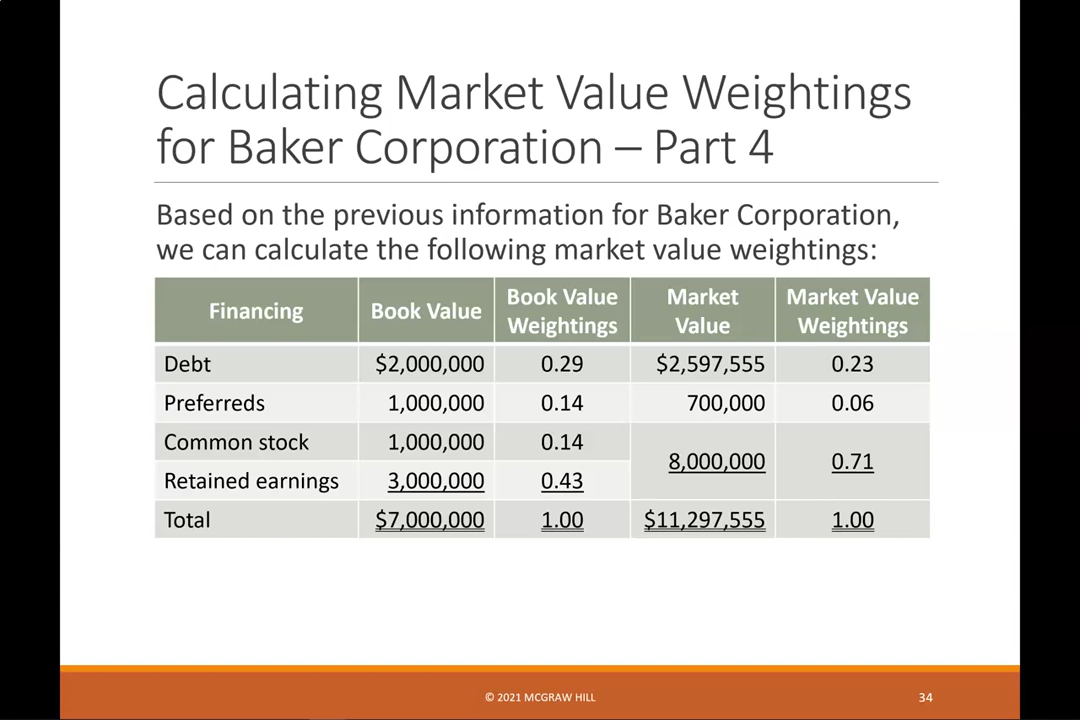 Calculating Market Value Weightings
for Baker Corporation – Part 4
Based on the previous information for Baker Corporation,
we can calculate the following market value weightings:
Financing Book Value Book Value Weightings Market Value Market Value Weightings
Debt $2,000,000 0.29 $2,597,555 0.23
Preferreds 1,000,000 0.14 700,000 0.06
Common stock 1,000,000 0.14
8,000,000 0.71
Retained earnings 3,000,000 0.43
Total $7,000,000 1.00 $11,297,555 1.00
© 2021 MCGRAW HILL 34